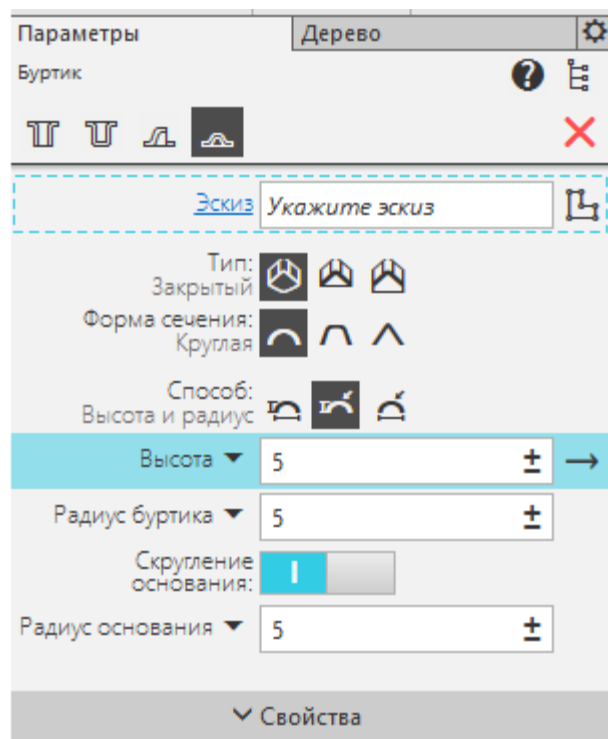 Параметры
Дерево
Буртик
Эскиз Укажите эскиз
Тип:
Закрытый
Форма сечения:
Круглая
Способ:
Высота и радиус
Высота 5
Радиус буртика 5
Скругление
основания:
Радиус основания 5
Свойства